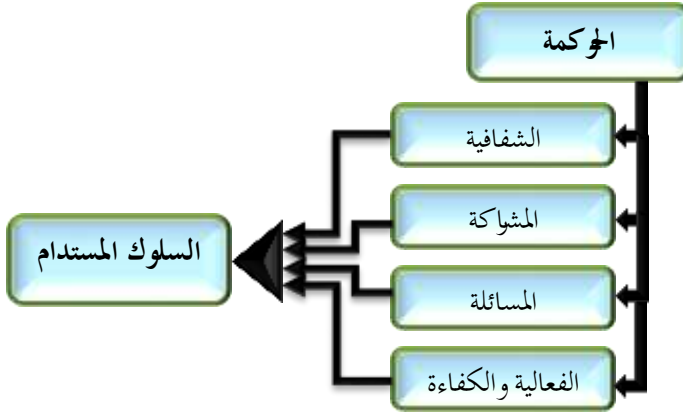 الحوكمة
الشفافية
المشاركة
السلوك المستدام
المسائلة
الفعالية والكفاءة